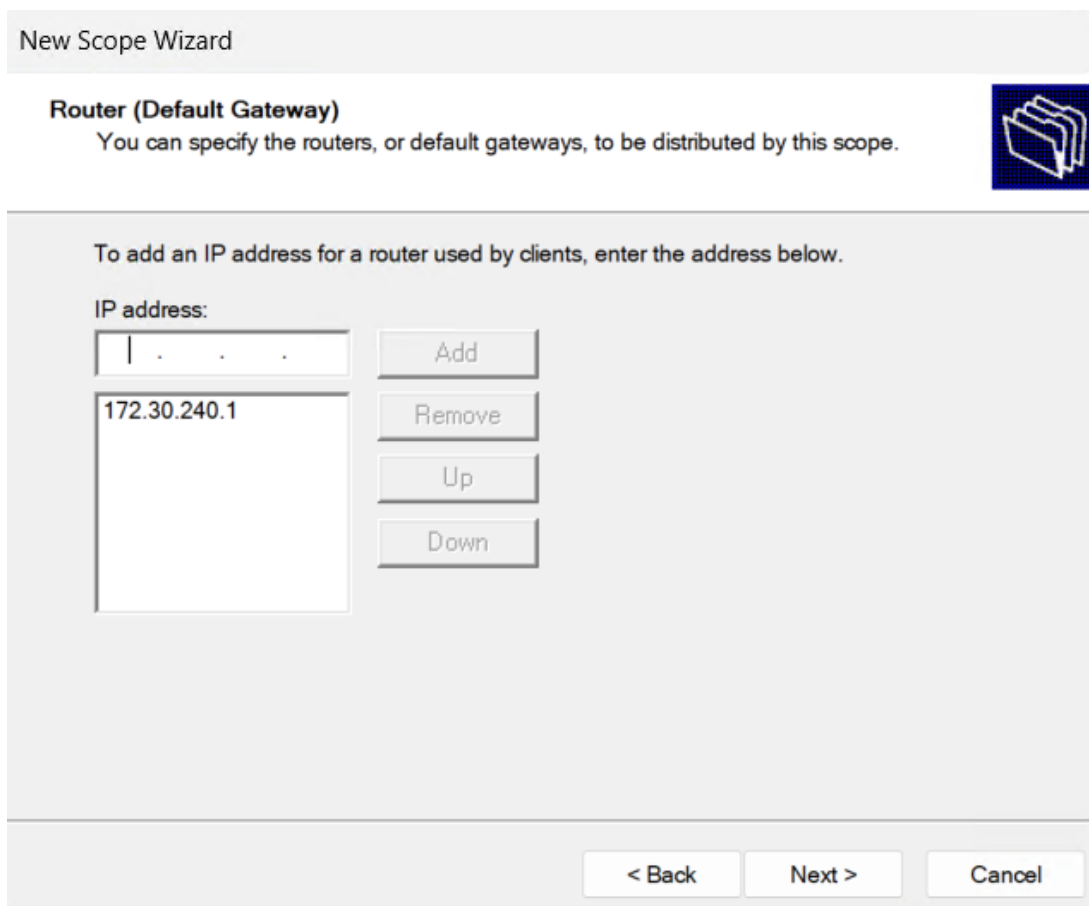 New Scope Wizard
Router (Default Gateway)
You can specify the routers, or default gateways, to be distributed by this scope.
To add an IP address for a router used by clients, enter the address below.
IP address:
. . .
Add
172.30.240.1
Remove
Up
Down
< Back
Next >
Cancel